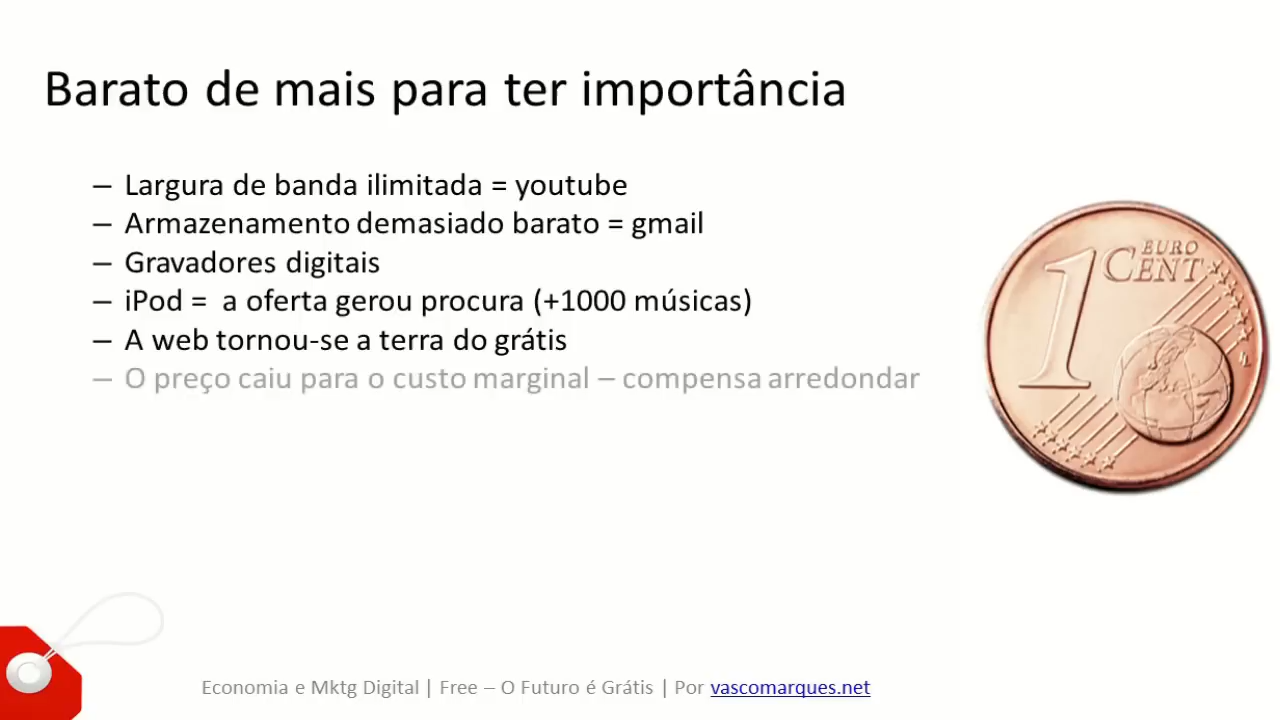 Barato de mais para ter importância
– Largura de banda ilimitada = youtube
– Armazenamento demasiado barato = gmail
– Gravadores digitais
– iPod = a oferta gerou procura (+1000 músicas)
– A web tornou-se a terra do grátis
– O preço caiu para o custo marginal – compensa arredondar
1 EURO
CENT
Economia e Mktg Digital | Free – O Futuro é Grátis | Por vascomarques.net